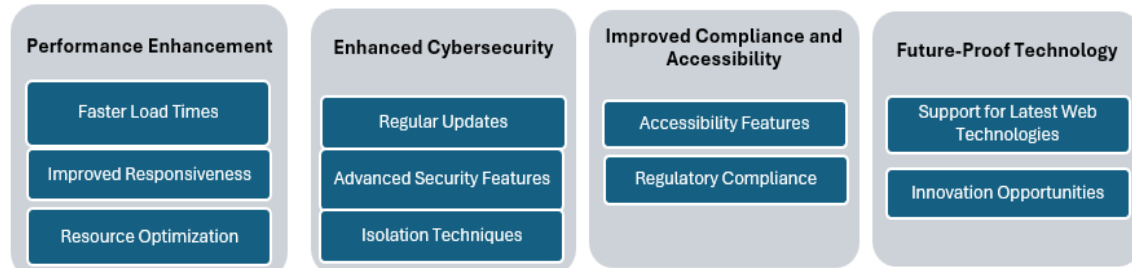 Performance Enhancement
Faster Load Times
Improved Responsiveness
Resource Optimization
Enhanced Cybersecurity
Regular Updates
Advanced Security Features
Isolation Techniques
Improved Compliance and
Accessibility
Accessibility Features
Regulatory Compliance
Future-Proof Technology
Support for Latest Web
Technologies
Innovation Opportunities